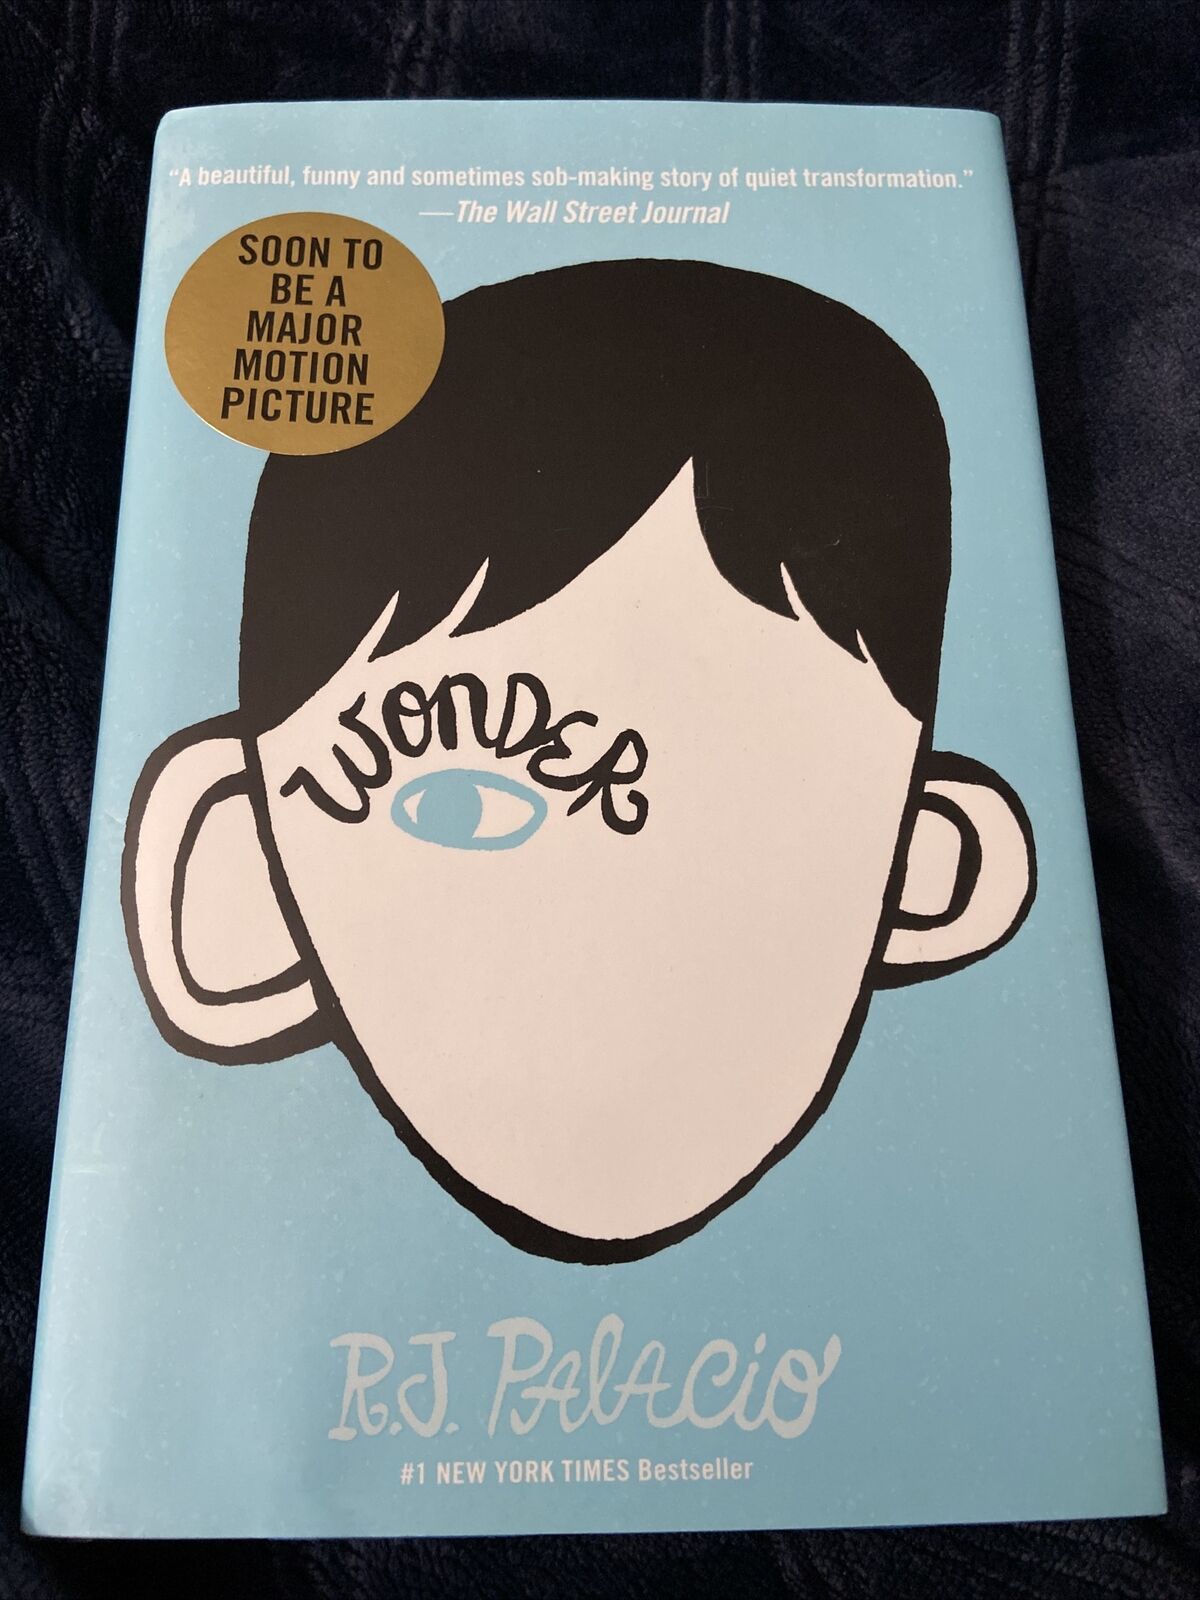 “A beautiful, funny and sometimes sob-making story of quiet transformation.”
—The Wall Street Journal
SOON TO
BE A
MAJOR
MOTION
PICTURE
WONDER
R.J. PALACIO
#1 NEW YORK TIMES Bestseller